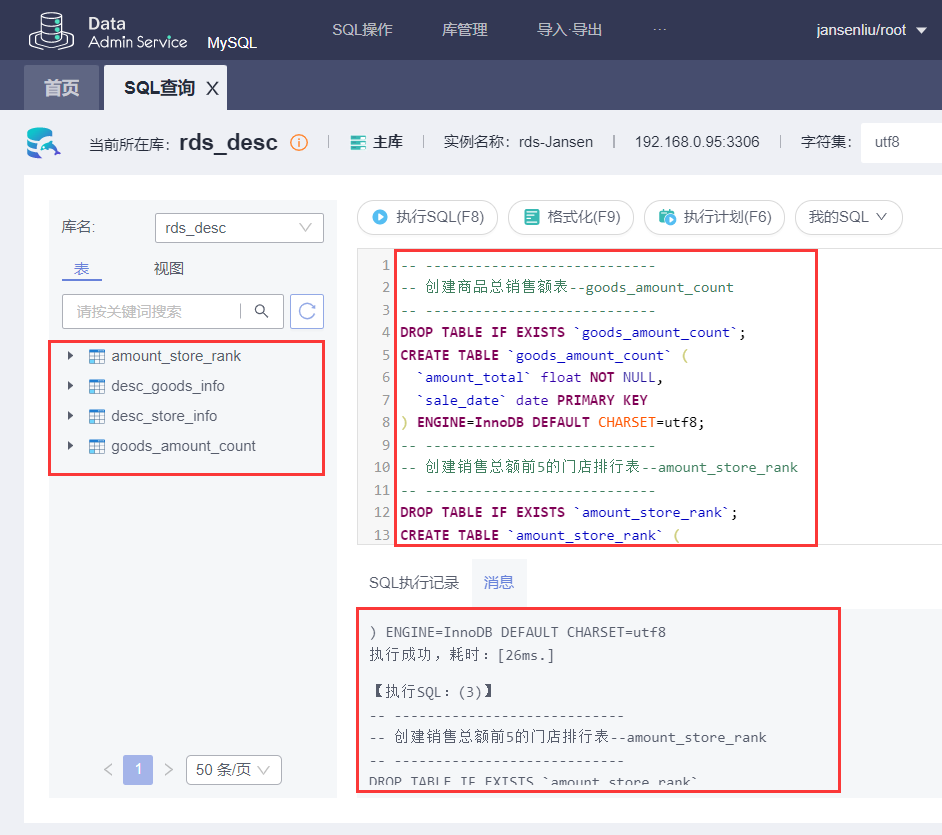 Data
Admin Service MySQL
SQL操作 库管理 导入·导出 ... jansenliu/root
首页 SQL查询 X
当前所在库: rds_desc 主库 实例名称: rds-Jansen 192.168.0.95:3306 字符集: utf8
库名: rds_desc
表 视图
请按关键词搜索
amount_store_rank
desc_goods_info
desc_store_info
goods_amount_count
< 1 > 50 条/页
执行SQL(F8) 格式化(F9) 执行计划(F6) 我的SQL
1 -- ----------------------------
2 -- 创建商品总销售额表--goods_amount_count
3 -- ----------------------------
4 DROP TABLE IF EXISTS `goods_amount_count`;
5 CREATE TABLE `goods_amount_count` (
6 `amount_total` float NOT NULL,
7 `sale_date` date PRIMARY KEY
8 ) ENGINE=InnoDB DEFAULT CHARSET=utf8;
9 -- ----------------------------
10 -- 创建销售总额前5的门店排行表--amount_store_rank
11 -- ----------------------------
12 DROP TABLE IF EXISTS `amount_store_rank`;
13 CREATE TABLE `amount_store_rank` (
SQL执行记录 消息
) ENGINE=InnoDB DEFAULT CHARSET=utf8
执行成功，耗时：[26ms.]
【执行SQL：(3)】
-- ----------------------------
-- 创建销售总额前5的门店排行表--amount_store_rank
-- ----------------------------
DROP TABLE IF EXISTS `amount_store_rank`